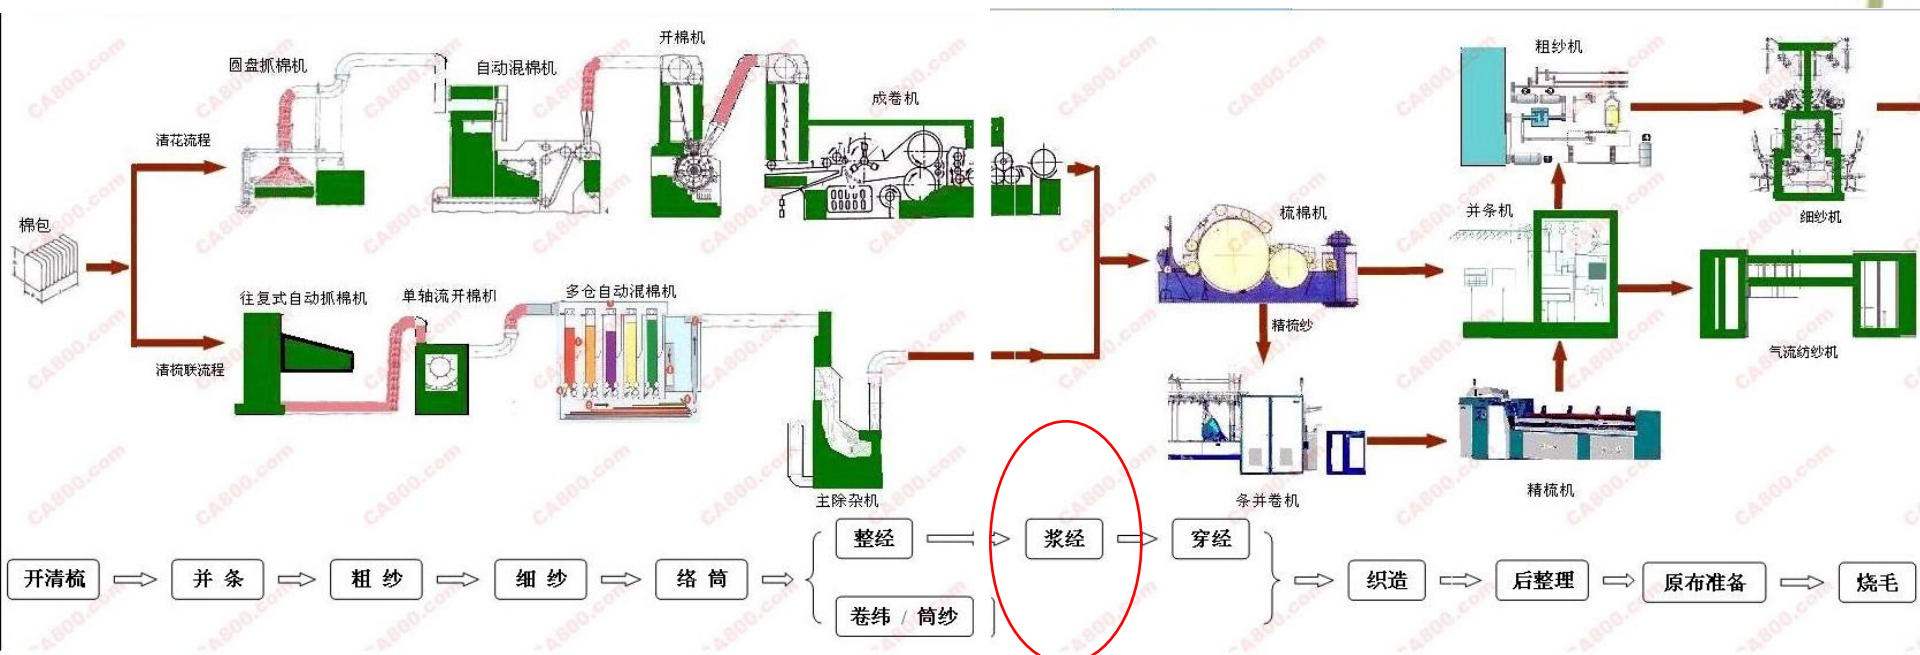 开棉机
粗纱机
圆盘抓棉机
自动混棉机
成卷机
清花流程
棉包
梳棉机
并条机
细纱机
往复式自动抓棉机
单轴流开棉机
多仓自动混棉机
精梳纱
气流纺纱机
清梳联流程
主除杂机
条并卷机
精梳机
整经
浆经
穿经
开清梳
并 条
粗 纱
细 纱
络 筒
织造
后整理
原布准备
烧毛
卷纬 / 筒纱
CA800.com